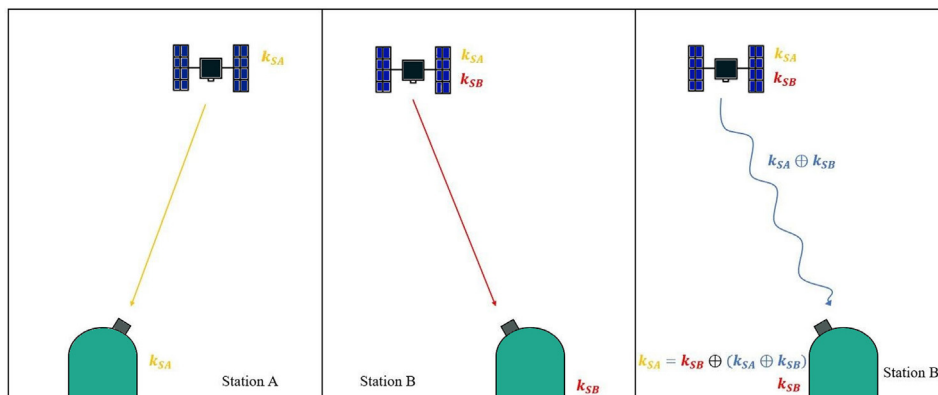 k_SA
k_SA
Station A
k_SA
k_SB
Station B
k_SB
k_SA
k_SB
k_SA ⊕ k_SB
k_SA = k_SB ⊕ (k_SA ⊕ k_SB)
k_SB
Station B